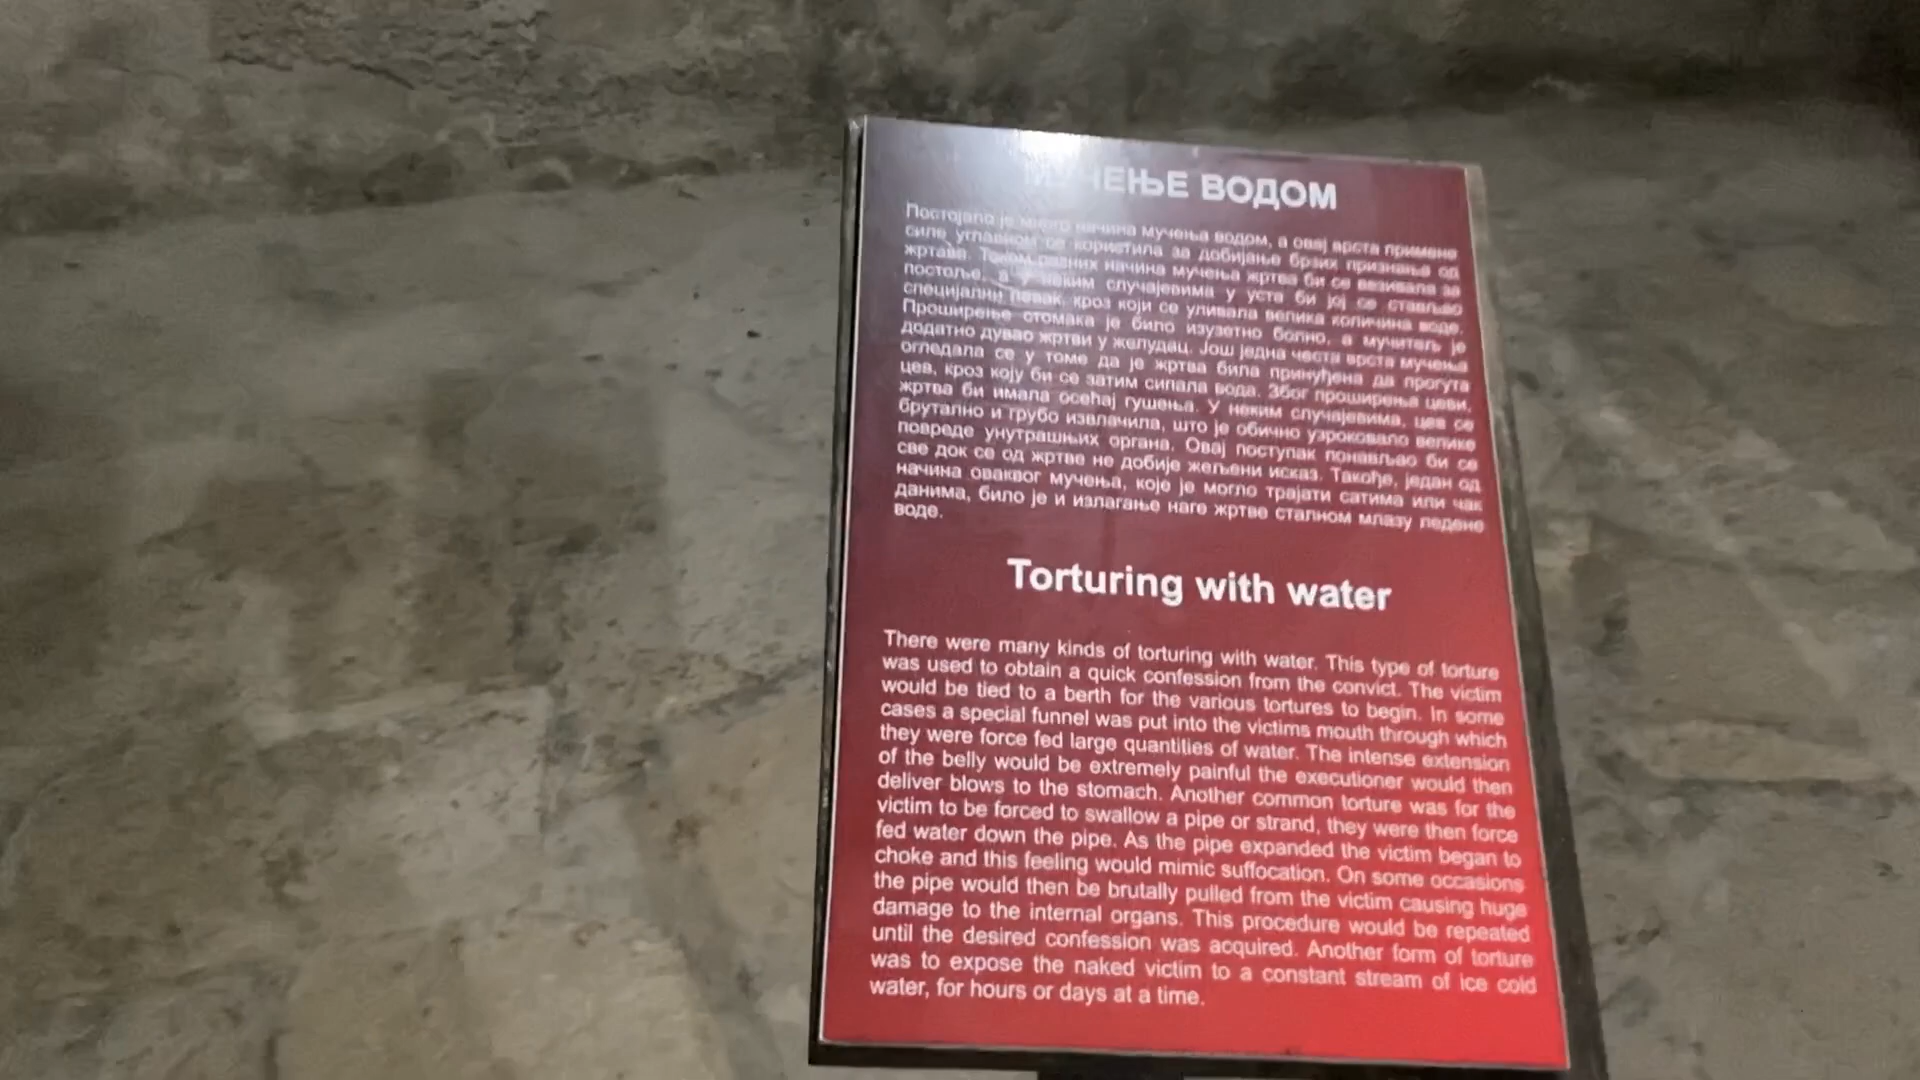 МУЧЕЊЕ ВОДОМ
Постојало је много начина мучења водом, а овај врста примене
силе углавном се користила за добијање брзих признања од
жртава. Током разних начина мучења жртва би се везивала за
постоље, а у неким случајевима у уста би јој се стављао
специјални левак, кроз који се уливала велика количина воде.
Проширење стомака је било изузетно болно, а мучитељ је
додатно дувао жртви у желудац. Још једна честа врста мучења
огледала се у томе да је жртва била принуђена да прогута
цев, кроз коју би се затим сипала вода. Због проширења цеви,
жртва би имала осећај гушења. У неким случајевима, цев се
брутално и грубо извлачила, што је обично узроковало велике
повреде унутрашњих органа. Овај поступак понављао би се
све док се од жртве не добије жељени исказ. Такође, један од
начина оваквог мучења, које је могло трајати сатима или чак
данима, било је и излагање наге жртве сталном млазу ледене
воде.
Torturing with water
There were many kinds of torturing with water. This type of torture
was used to obtain a quick confession from the convict. The victim
would be tied to a berth for the various tortures to begin. In some
cases a special funnel was put into the victims mouth through which
they were force fed large quantities of water. The intense extension
of the belly would be extremely painful the executioner would then
deliver blows to the stomach. Another common torture was for the
victim to be forced to swallow a pipe or strand, they were then force
fed water down the pipe. As the pipe expanded the victim began to
choke and this feeling would mimic suffocation. On some occasions
the pipe would then be brutally pulled from the victim causing huge
damage to the internal organs. This procedure would be repeated
until the desired confession was acquired. Another form of torture
was to expose the naked victim to a constant stream of ice cold
water, for hours or days at a time.